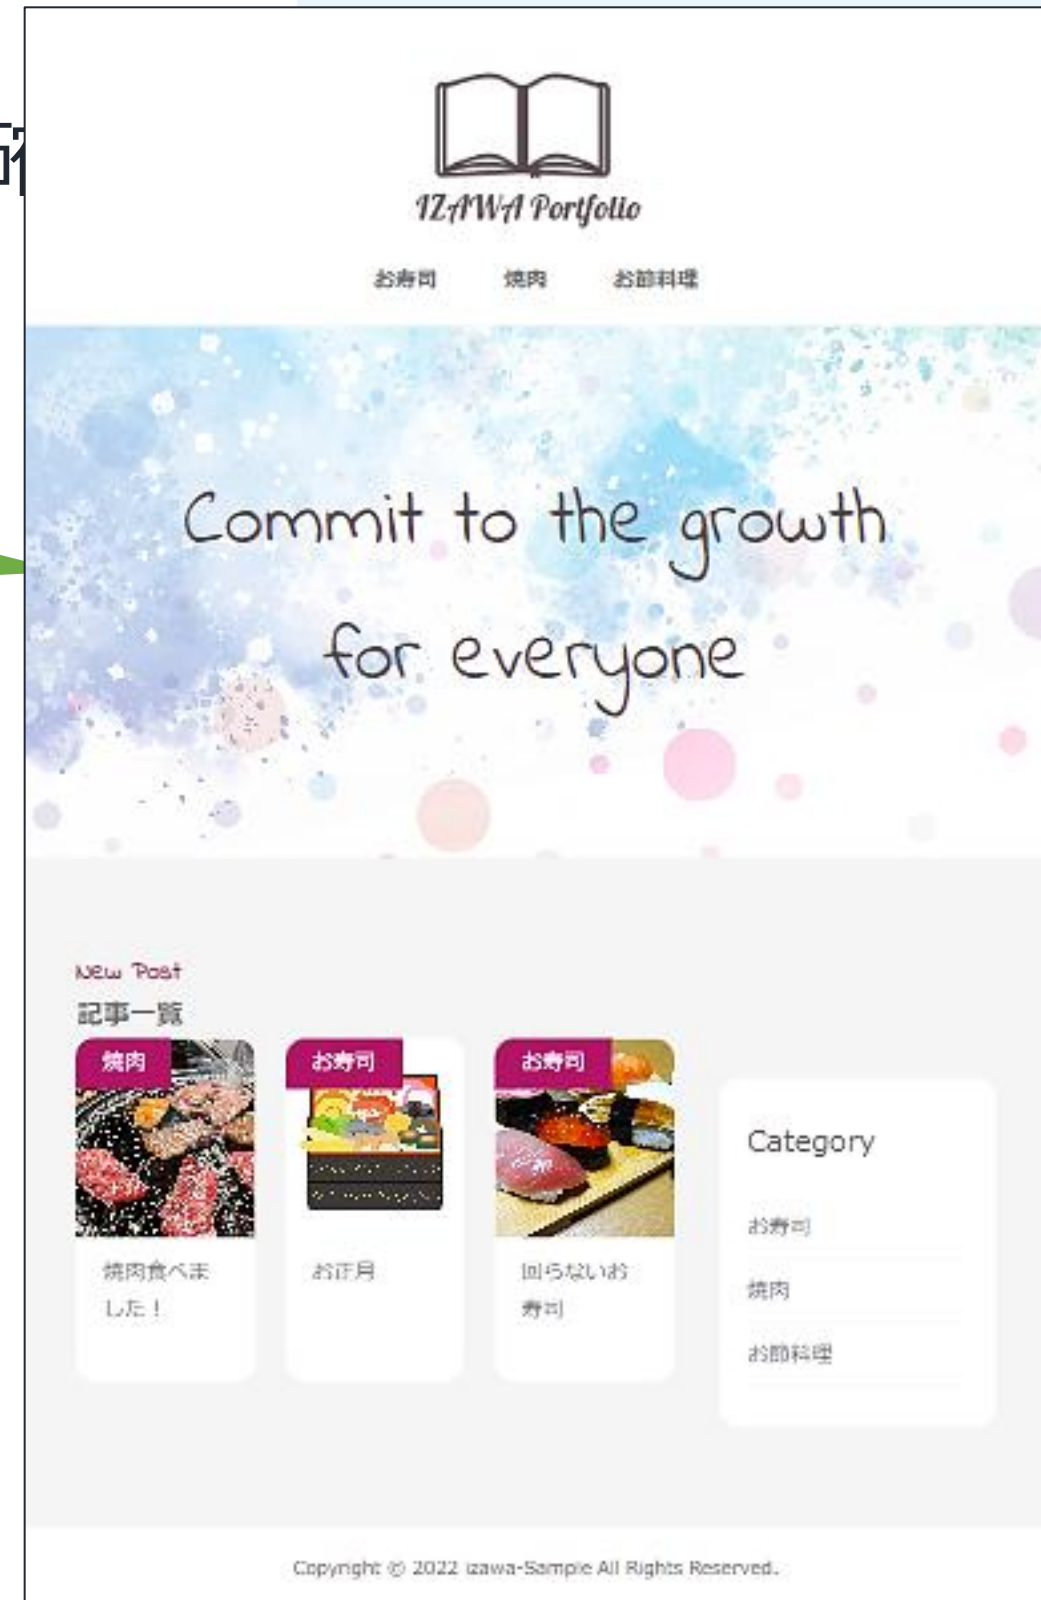 IZAWA Portfolio
お寿司 焼肉 お節料理
Commit to the growth
for everyone
New Post
記事一覧
焼肉
焼肉食べま
した！
お寿司
お正月
お寿司
回らないお
寿司
Category
お寿司
焼肉
お節料理
Copyright © 2022 izawa-Sample All Rights Reserved.